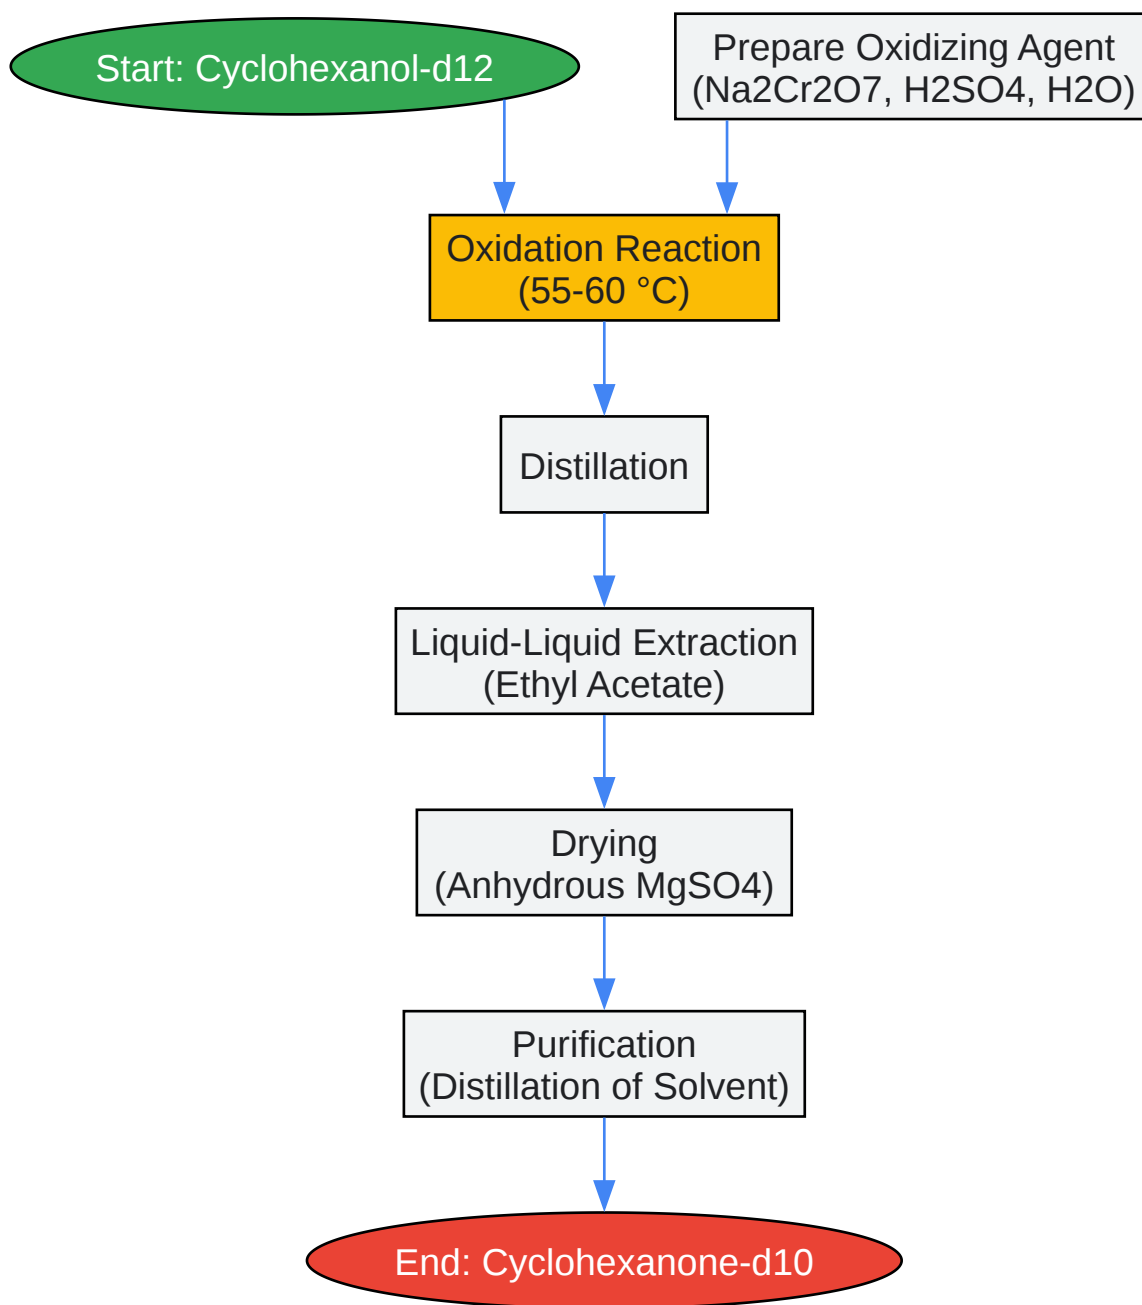 Start: Cyclohexanol-d12
Prepare Oxidizing Agent
(Na2Cr2O7, H2SO4, H2O)
Oxidation Reaction
(55-60 °C)
Distillation
Liquid-Liquid Extraction
(Ethyl Acetate)
Drying
(Anhydrous MgSO4)
Purification
(Distillation of Solvent)
End: Cyclohexanone-d10